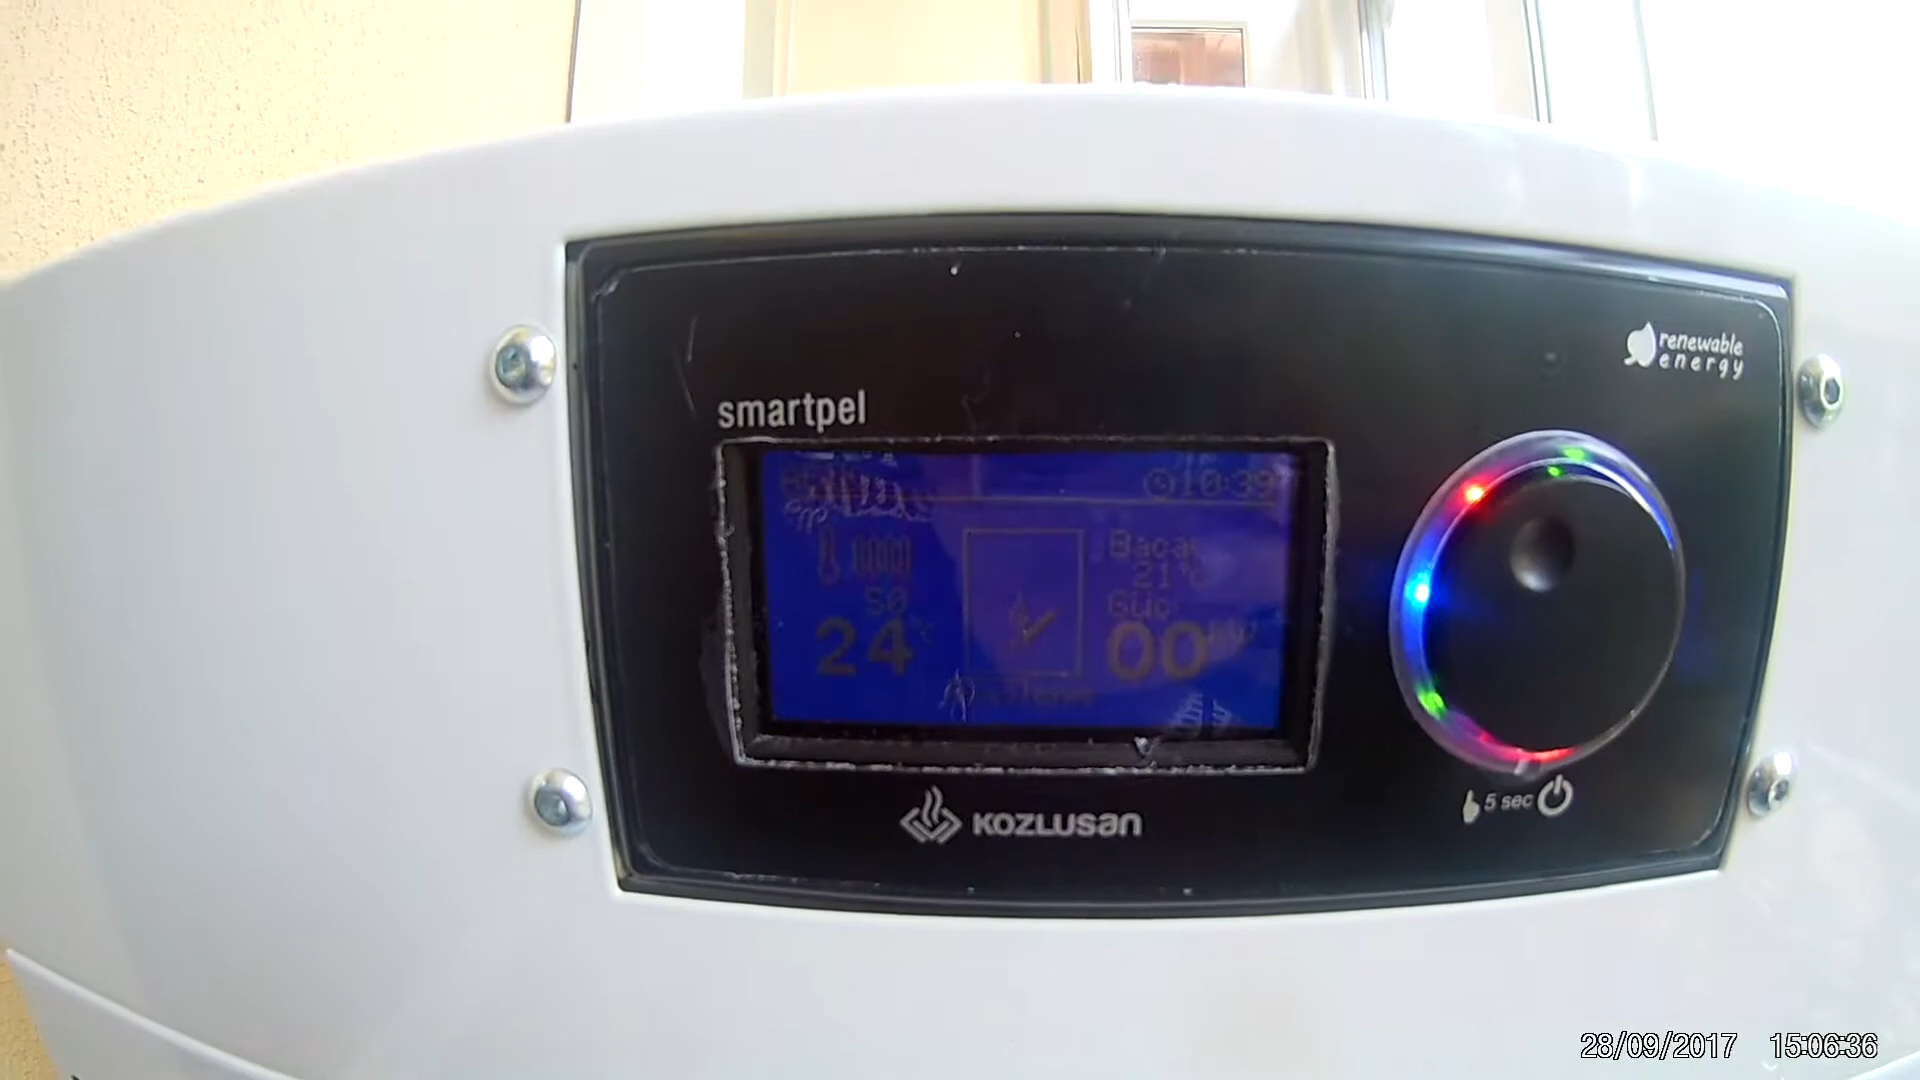 renewable
energy
smartpel
10:39
Baca
21°C
50
Güç
24°C
00kW
KOZLUSAN
5 sec
28/09/2017 15:06:36